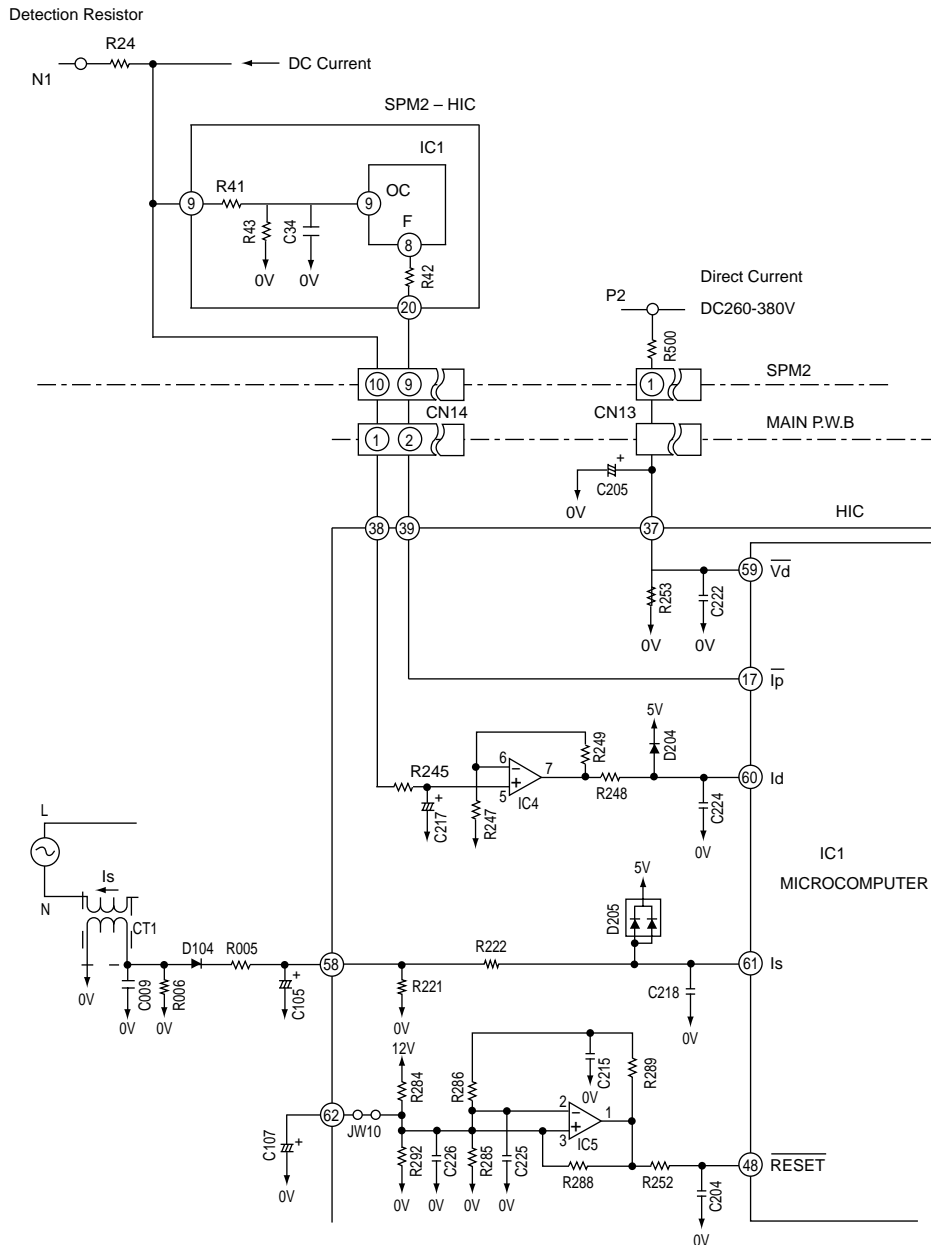 Detection Resistor
R24
N1
DC Current
SPM2 – HIC
IC1
R41
9
9
OC
R43
C34
F
8
0V
0V
R42
20
Direct Current
P2
DC260-380V
R500
10
9
1
SPM2
CN14
CN13
1
2
MAIN P.W.B
+
C205
0V
38
39
37
HIC
59
Vd
R253
C222
0V
0V
17
Ip
5V
R249
D204
6
−
7
R245
+
5
IC4
R248
60
Id
+
C217
R247
C224
0V
L
IC1
MICROCOMPUTER
Is
5V
N
CT1
D205
D104
R005
R222
58
61
Is
0V
C009
R006
+
C105
R221
C218
0V
0V
0V
0V
0V
12V
R284
R286
C215
R289
0V
62
JW10
2
−
1
+
3
IC5
C107
+
R292
C226
R285
C225
R288
R252
48
RESET
C204
0V
0V
0V
0V
0V
0V